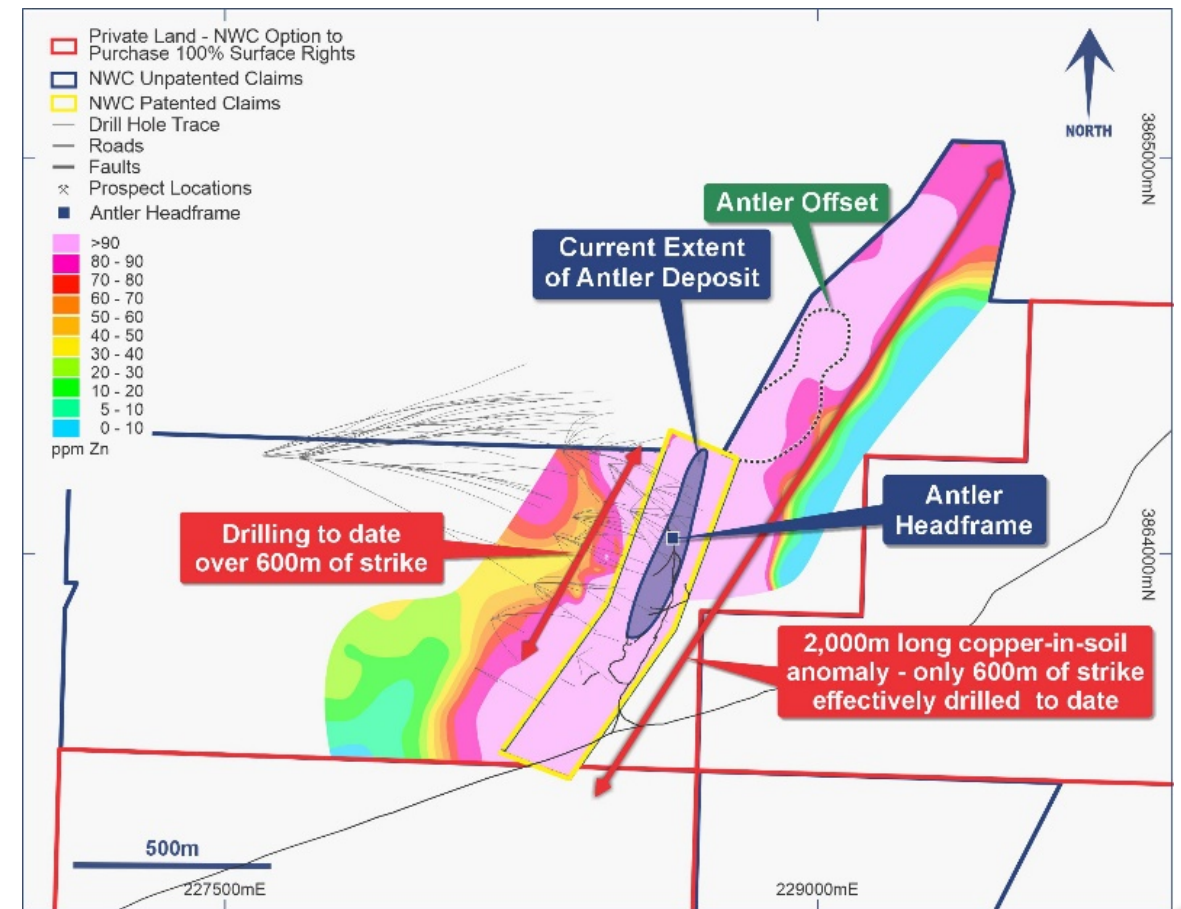 Private Land - NWC Option to
Purchase 100% Surface Rights
NWC Unpatented Claims
NWC Patented Claims
Drill Hole Trace
Roads
Faults
Prospect Locations
Antler Headframe
>90
80 - 90
70 - 80
60 - 70
50 - 60
40 - 50
30 - 40
20 - 30
10 - 20
5 - 10
0 - 10
ppm Zn
NORTH
3865000mN
Antler Offset
Current Extent
of Antler Deposit
Antler
Headframe
Drilling to date
over 600m of strike
3864000mN
2,000m long copper-in-soil
anomaly - only 600m of strike
effectively drilled to date
500m
227500mE
229000mE